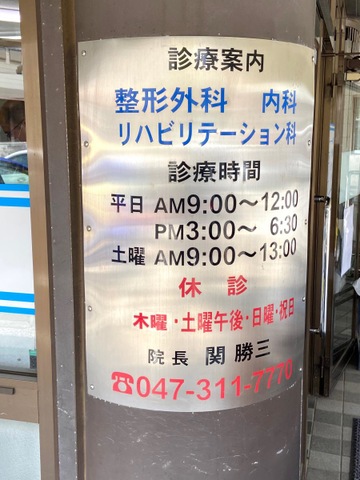 診療案内
整形外科 内科
リハビリテーション科
診療時間
平日 AM9:00〜12:00
PM3:00〜 6:30
土曜 AM9:00〜13:00
休診
木曜・土曜午後・日曜・祝日
院長 関 勝三
☎047-311-7770